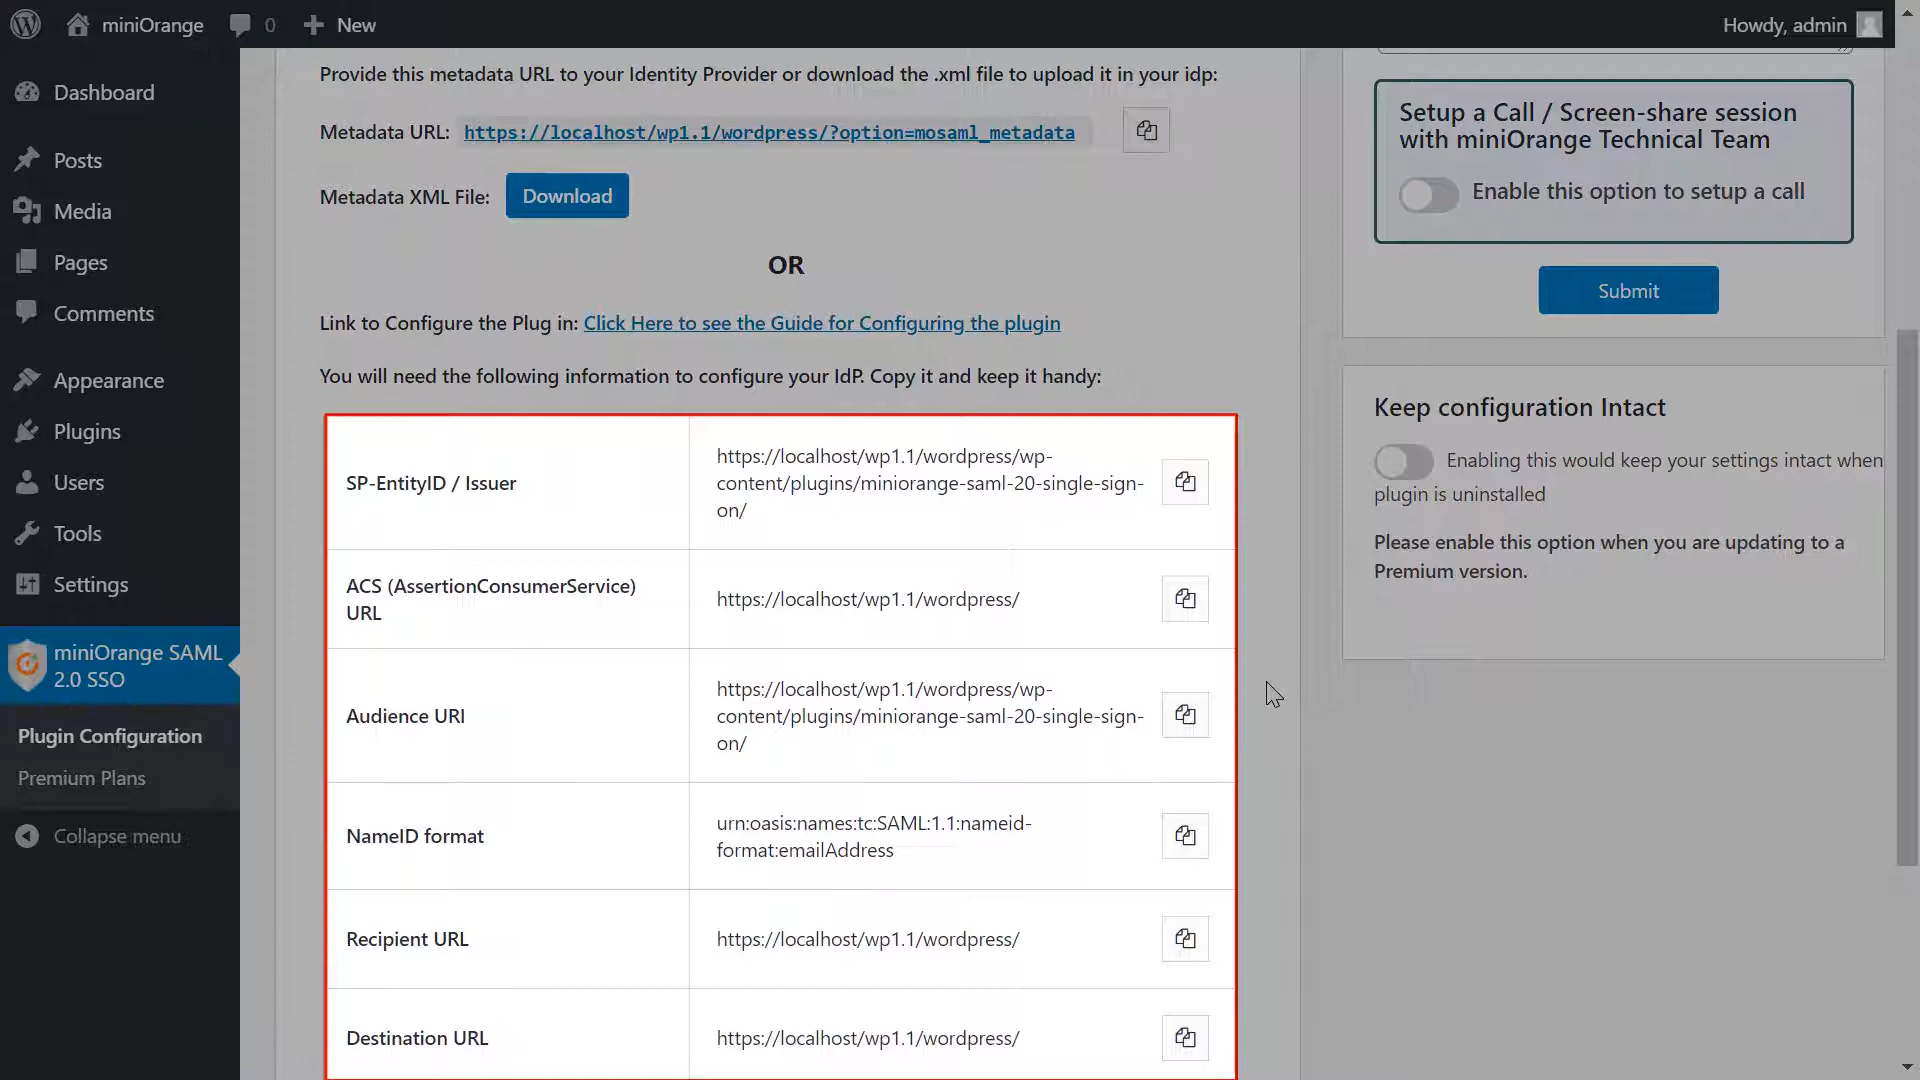 miniOrange
0
New
Howdy, admin
Dashboard
Posts
Media
Pages
Comments
Appearance
Plugins
Users
Tools
Settings
miniOrange SAML
2.0 SSO
Plugin Configuration
Premium Plans
Collapse menu
Provide this metadata URL to your Identity Provider or download the .xml file to upload it in your idp:
Metadata URL: https://localhost/wp1.1/wordpress/?option=mosaml_metadata
Metadata XML File: Download
OR
Link to Configure the Plug in: Click Here to see the Guide for Configuring the plugin
You will need the following information to configure your IdP. Copy it and keep it handy:
SP-EntityID / Issuer
https://localhost/wp1.1/wordpress/wp-
content/plugins/miniorange-saml-20-single-sign-
on/
ACS (AssertionConsumerService)
URL
https://localhost/wp1.1/wordpress/
Audience URI
https://localhost/wp1.1/wordpress/wp-
content/plugins/miniorange-saml-20-single-sign-
on/
NameID format
urn:oasis:names:tc:SAML:1.1:nameid-
format:emailAddress
Recipient URL
https://localhost/wp1.1/wordpress/
Destination URL
https://localhost/wp1.1/wordpress/
Setup a Call / Screen-share session
with miniOrange Technical Team
Enable this option to setup a call
Submit
Keep configuration Intact
Enabling this would keep your settings intact when
plugin is uninstalled
Please enable this option when you are updating to a
Premium version.